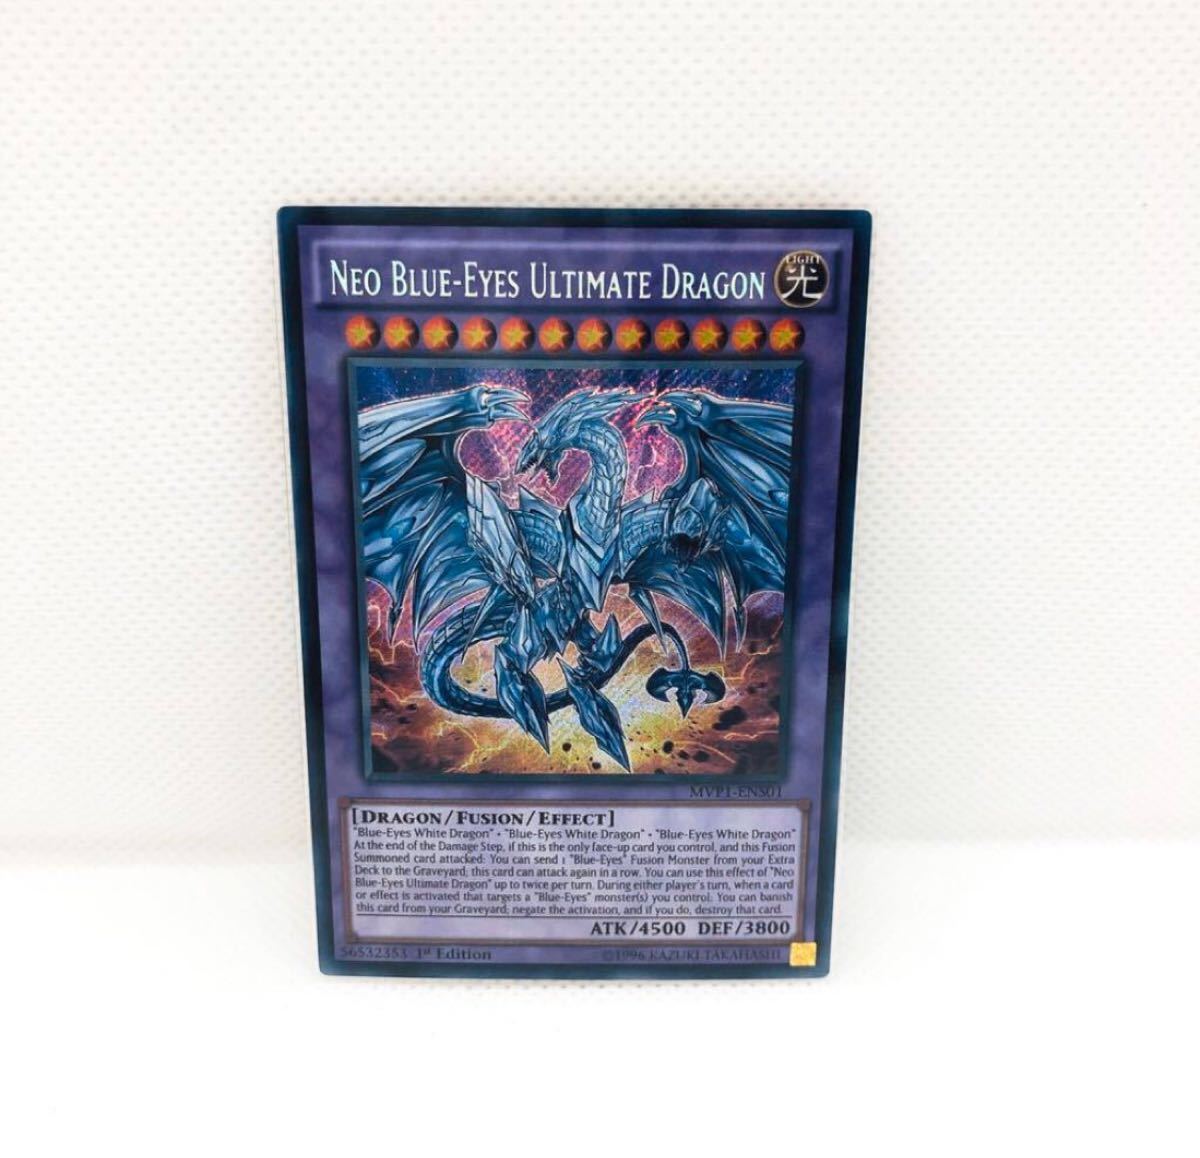 NEO BLUE-EYES ULTIMATE DRAGON
LIGHT
光
MVP1-ENS01
[DRAGON/FUSION/EFFECT]
"Blue-Eyes White Dragon" • "Blue-Eyes White Dragon" • "Blue-Eyes White Dragon"
At the end of the Damage Step, if this is the only face-up card you control, and this Fusion
Summoned card attacked: You can send 1 "Blue-Eyes" Fusion Monster from your Extra
Deck to the Graveyard; this card can attack again in a row. You can use this effect of "Neo
Blue-Eyes Ultimate Dragon" up to twice per turn. During either player's turn, when a card
or effect is activated that targets a "Blue-Eyes" monster(s) you control: You can banish
this card from your Graveyard; negate the activation, and if you do, destroy that card.
ATK/4500 DEF/3800
56532353 1st Edition
©1996 KAZUKI TAKAHASHI